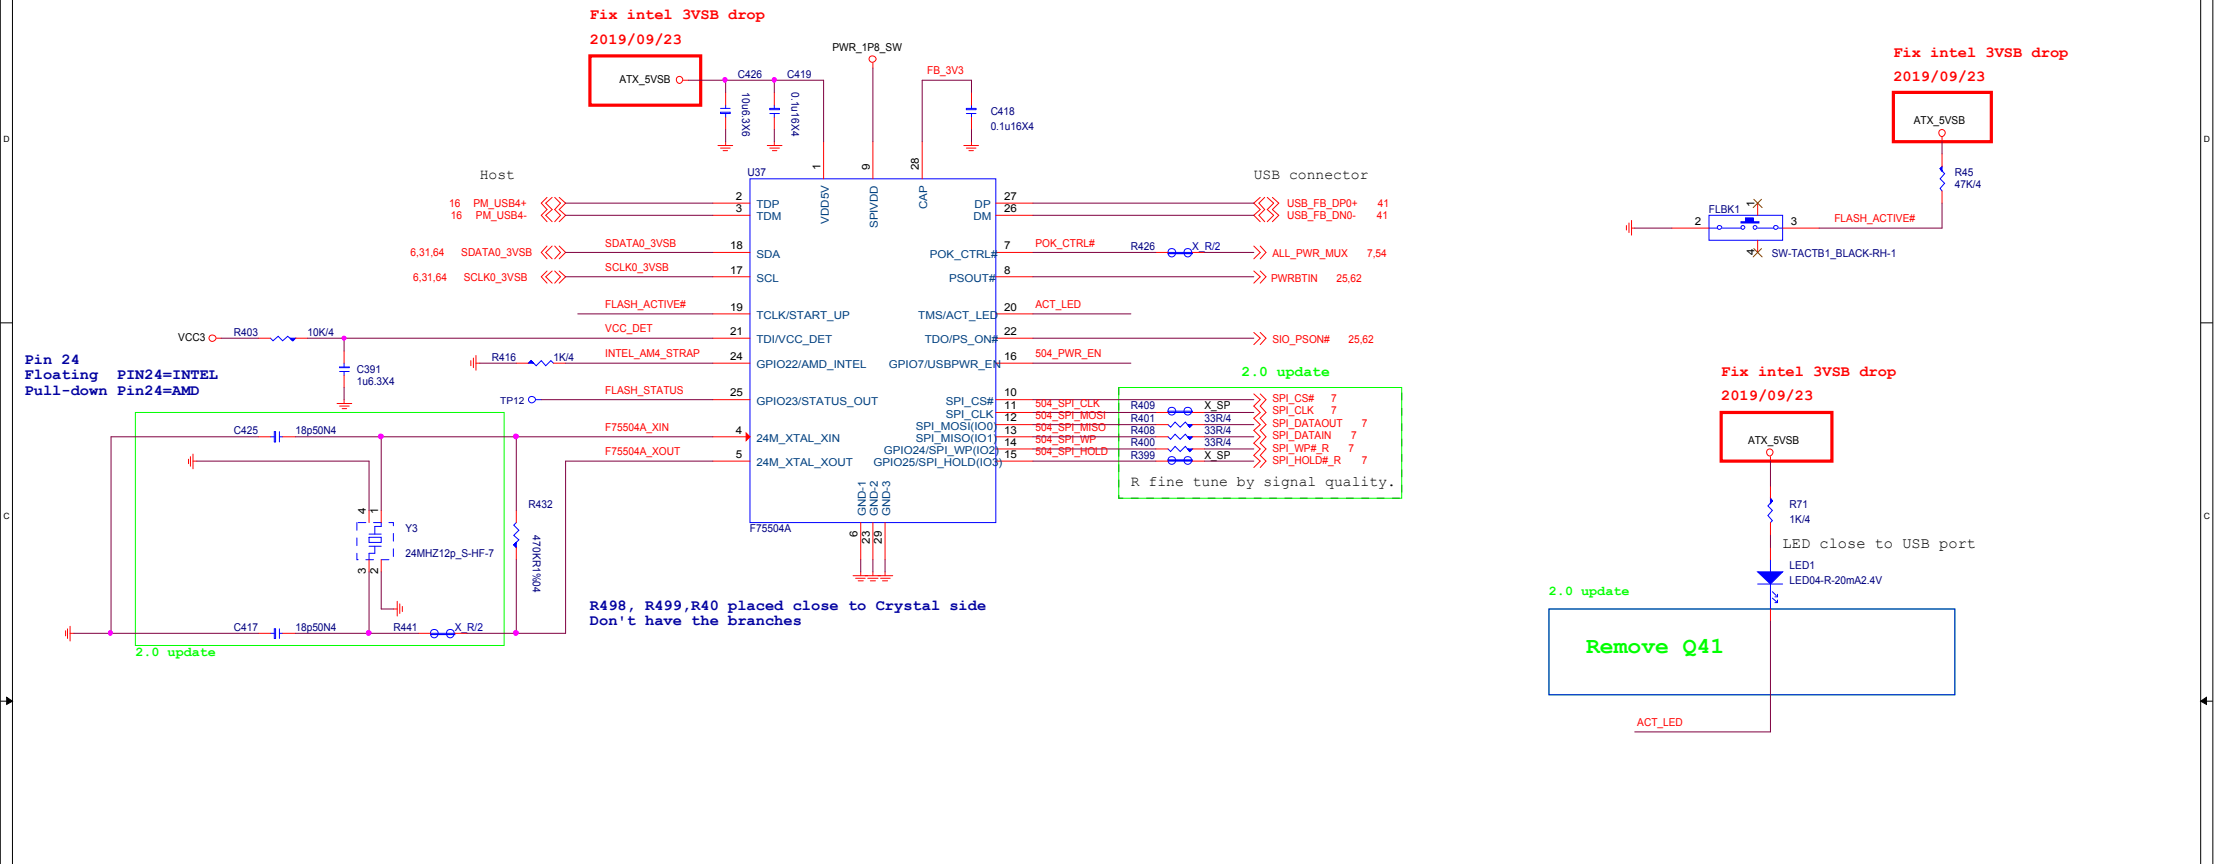 Fix intel 3VSB drop
2019/09/23
ATX_5VSB
C426
C419
10u6.3X6
0.1u16X4
PWR_1P8_SW
FB_3V3
C418
0.1u16X4
Fix intel 3VSB drop
2019/09/23
ATX_5VSB
R45
47K/4
FLBK1
1
2
3
4
FLASH_ACTIVE#
SW-TACTB1_BLACK-RH-1
D
D
Host
USB connector
U37
1
9
28
VDD5V
SPIVDD
CAP
16 PM_USB4+
2
TDP
16 PM_USB4-
3
TDM
6,31,64 SDATA0_3VSB
SDATA0_3VSB
18
SDA
6,31,64 SCLK0_3VSB
SCLK0_3VSB
17
SCL
FLASH_ACTIVE#
19
TCLK/START_UP
VCC3
R403
10K/4
VCC_DET
21
TDI/VCC_DET
C391
1u6.3X4
R416
1K/4
INTEL_AM4_STRAP
24
GPIO22/AMD_INTEL
TP12
FLASH_STATUS
25
GPIO23/STATUS_OUT
F75504A_XIN
4
24M_XTAL_XIN
F75504A_XOUT
5
24M_XTAL_XOUT
DP
27
USB_FB_DP0+ 41
DM
26
USB_FB_DN0- 41
POK_CTRL#
7
POK_CTRL#
R426
X_R/2
ALL_PWR_MUX 7,54
PSOUT#
8
PWRBTIN 25,62
TMS/ACT_LED
20
ACT_LED
TDO/PS_ON#
22
SIO_PSON# 25,62
GPIO7/USBPWR_EN
16
504_PWR_EN
2.0 update
SPI_CS#
10
SPI_CS# 7
SPI_CLK
11
504_SPI_CLK
R409
X_SP
SPI_CLK 7
SPI_MOSI(IO0)
12
504_SPI_MOSI
R401
33R/4
SPI_DATAOUT 7
SPI_MISO(IO1)
13
504_SPI_MISO
R408
33R/4
SPI_DATAIN 7
GPIO24/SPI_WP(IO2)
14
504_SPI_WP
R400
33R/4
SPI_WP#_R 7
GPIO25/SPI_HOLD(IO3)
15
504_SPI_HOLD
R399
X_SP
SPI_HOLD#_R 7
R fine tune by signal quality.
GND-1
GND-2
GND-3
F75504A
6
23
29
Pin 24
Floating PIN24=INTEL
Pull-down Pin24=AMD
C425
18p50N4
4
1
Y3
24MHZ12p_S-HF-7
3
2
R432
470KR1%04
C417
18p50N4
R441
X_R/2
2.0 update
R498, R499,R40 placed close to Crystal side
Don't have the branches
Fix intel 3VSB drop
2019/09/23
ATX_5VSB
R71
1K/4
LED close to USB port
LED1
LED04-R-20mA2.4V
2.0 update
Remove Q41
ACT_LED
C
C